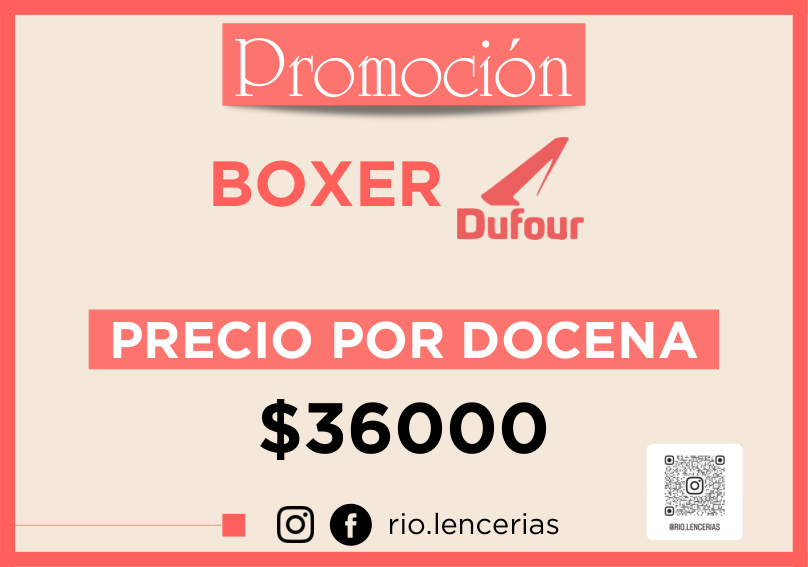 Promoción
BOXER
Dufour
PRECIO POR DOCENA
$36000
rio.lencerias
@RIO.LENCERIAS